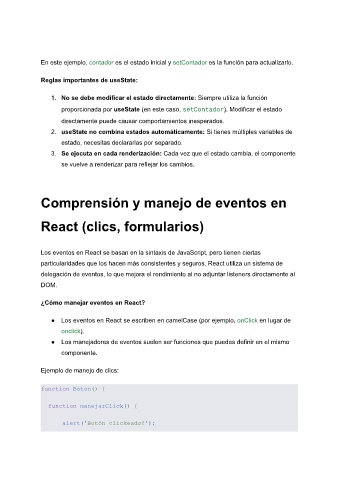 En este ejemplo, contador es el estado inicial y setContador es la función para actualizarlo.
Reglas importantes de useState:
1. No se debe modificar el estado directamente: Siempre utiliza la función
proporcionada por useState (en este caso, setContador). Modificar el estado
directamente puede causar comportamientos inesperados.
2. useState no combina estados automáticamente: Si tienes múltiples variables de
estado, necesitas declararlas por separado.
3. Se ejecuta en cada renderización: Cada vez que el estado cambia, el componente
se vuelve a renderizar para reflejar los cambios.
Comprensión y manejo de eventos en
React (clics, formularios)
Los eventos en React se basan en la sintaxis de JavaScript, pero tienen ciertas
particularidades que los hacen más consistentes y seguros. React utiliza un sistema de
delegación de eventos, lo que mejora el rendimiento al no adjuntar listeners directamente al
DOM.
¿Cómo manejar eventos en React?
● Los eventos en React se escriben en camelCase (por ejemplo, onClick en lugar de
onclick).
● Los manejadores de eventos suelen ser funciones que puedes definir en el mismo
componente.
Ejemplo de manejo de clics:
function Boton() {
function manejarClick() {
alert('Botón clickeado!');